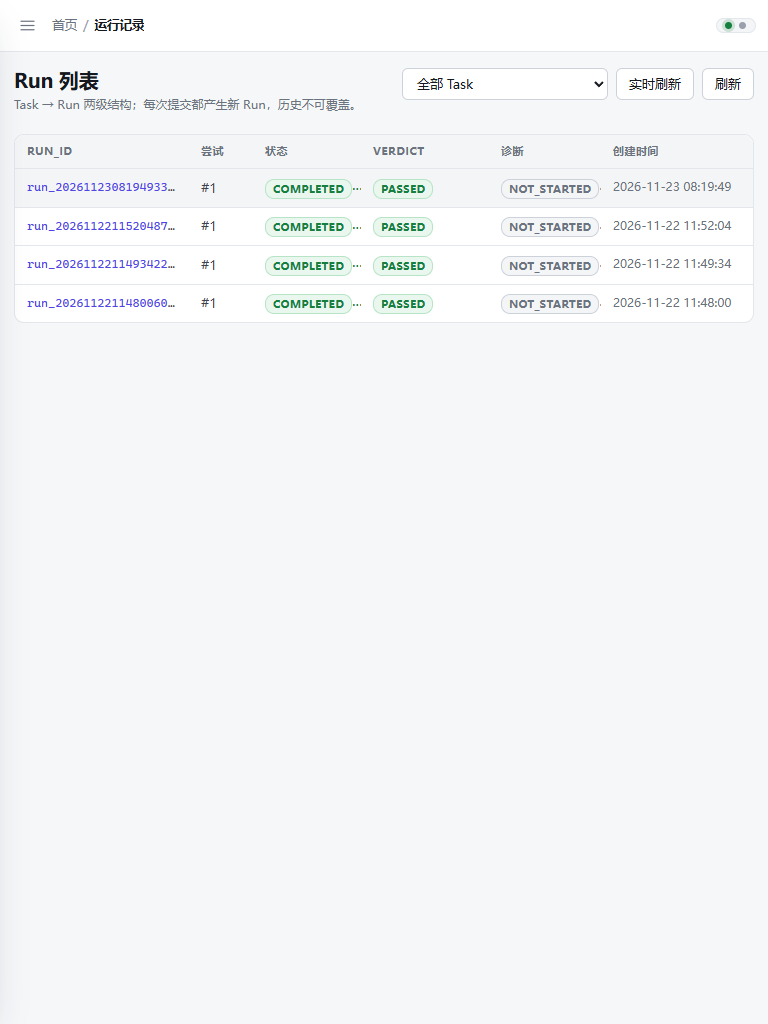 首页 / 运行记录
Run 列表
Task → Run 两级结构；每次提交都产生新 Run，历史不可覆盖。
全部 Task
实时刷新
刷新
RUN_ID 尝试 状态 VERDICT 诊断 创建时间
run_2026112308194933… #1 COMPLETED … PASSED NOT_STARTED 2026-11-23 08:19:49
run_2026112211520487… #1 COMPLETED … PASSED NOT_STARTED 2026-11-22 11:52:04
run_2026112211493422… #1 COMPLETED … PASSED NOT_STARTED 2026-11-22 11:49:34
run_2026112211480060… #1 COMPLETED … PASSED NOT_STARTED 2026-11-22 11:48:00